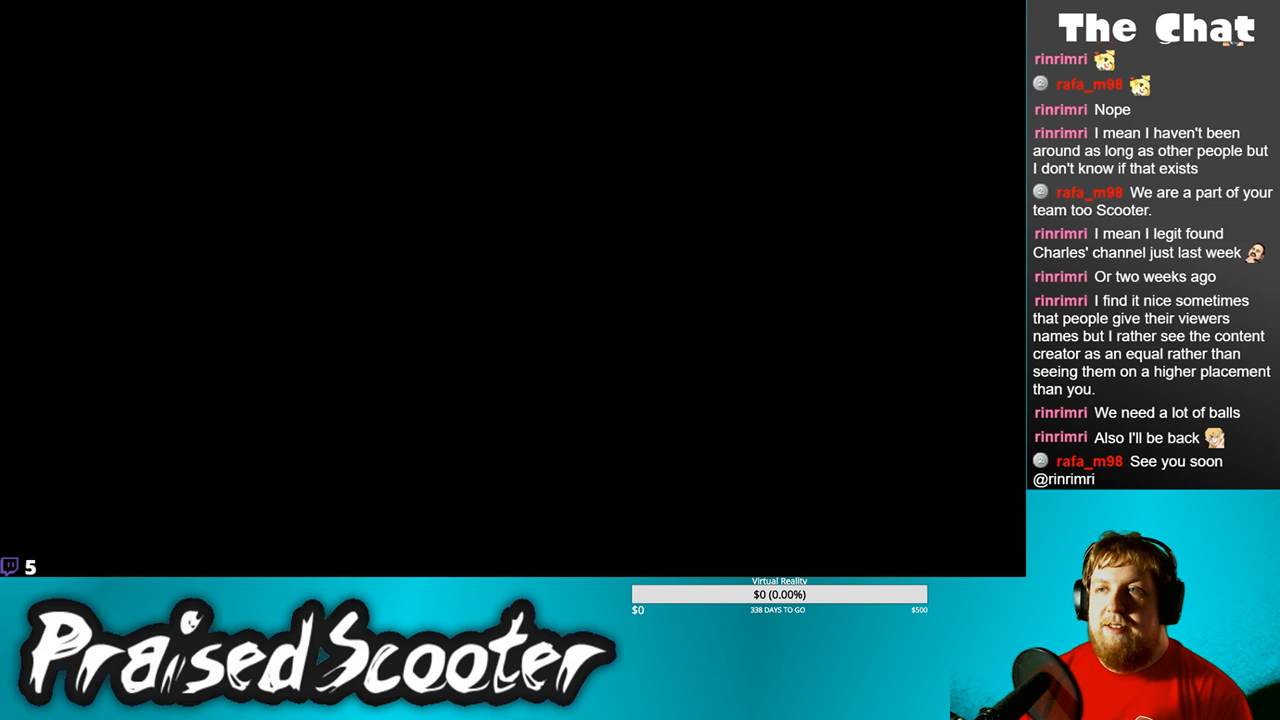 The Chat
rinrimri
rafa_m98
rinrimri Nope
rinrimri I mean I haven't been
around as long as other people but
I don't know if that exists
rafa_m98 We are a part of your
team too Scooter.
rinrimri I mean I legit found
Charles' channel just last week
rinrimri Or two weeks ago
rinrimri I find it nice sometimes
that people give their viewers
names but I rather see the content
creator as an equal rather than
seeing them on a higher placement
than you.
rinrimri We need a lot of balls
rinrimri Also I'll be back
rafa_m98 See you soon
@rinrimri
5
Virtual Reality
$0 (0.00%)
$0 338 DAYS TO GO $500
PraisedScooter